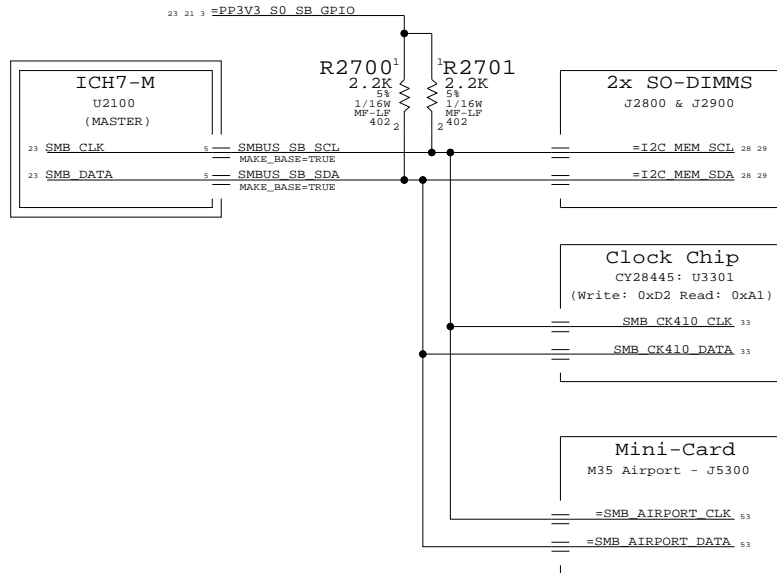 23 21 3 =PP3V3_S0_SB_GPIO
R2700 1
2.2K
5%
1/16W
MF-LF
402 2
1 R2701
2.2K
5%
1/16W
MF-LF
2 402
ICH7-M
U2100
(MASTER)
23 SMB_CLK
5 SMBUS_SB_SCL
MAKE_BASE=TRUE
23 SMB_DATA
5 SMBUS_SB_SDA
MAKE_BASE=TRUE
2x SO-DIMMS
J2800 & J2900
=I2C_MEM_SCL 28 29
=I2C_MEM_SDA 28 29
Clock Chip
CY28445: U3301
(Write: 0xD2 Read: 0xA1)
SMB_CK410_CLK 33
SMB_CK410_DATA 33
Mini-Card
M35 Airport - J5300
=SMB_AIRPORT_CLK 53
=SMB_AIRPORT_DATA 53